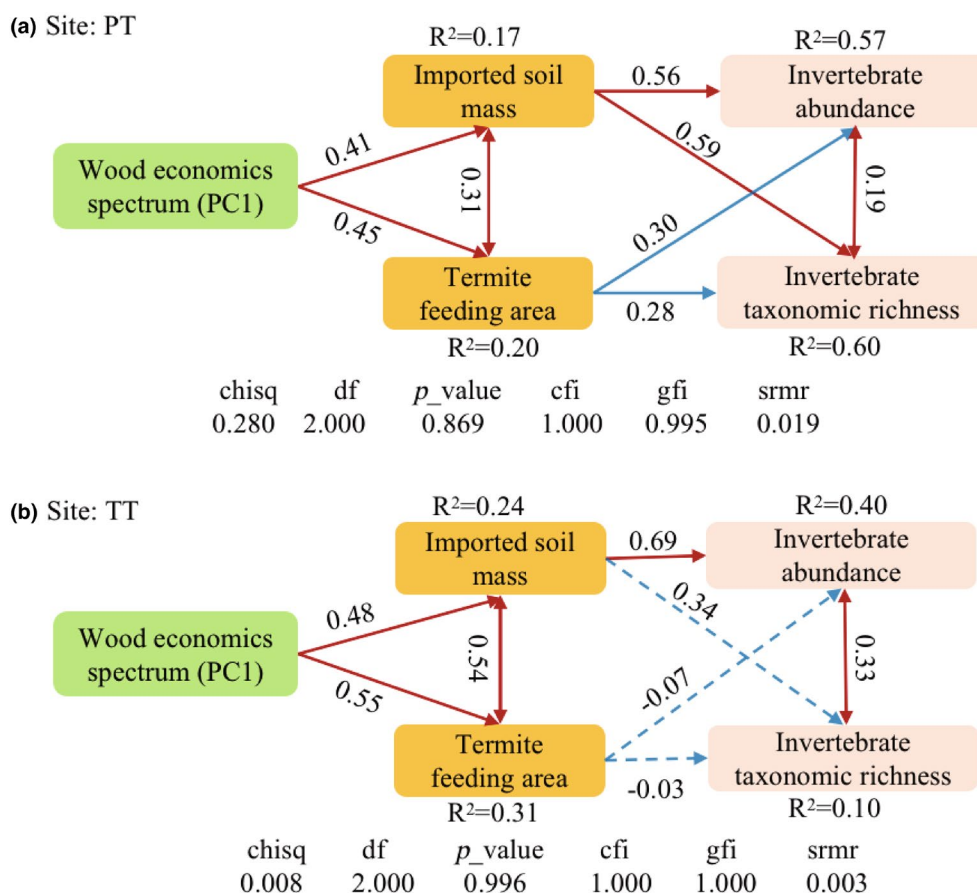 (a) Site: PT
R²=0.17
R²=0.57
Imported soil
mass
0.56
Invertebrate
abundance
Wood economics
spectrum (PC1)
0.41
0.45
0.31
0.59
0.30
0.19
Termite
feeding area
0.28
Invertebrate
taxonomic richness
R²=0.20
R²=0.60
chisq df p_value cfi gfi srmr
0.280 2.000 0.869 1.000 0.995 0.019
(b) Site: TT
R²=0.24
R²=0.40
Imported soil
mass
0.69
Invertebrate
abundance
Wood economics
spectrum (PC1)
0.48
0.55
0.54
0.34
-0.07
0.33
Termite
feeding area
-0.03
Invertebrate
taxonomic richness
R²=0.31
R²=0.10
chisq df p_value cfi gfi srmr
0.008 2.000 0.996 1.000 1.000 0.003